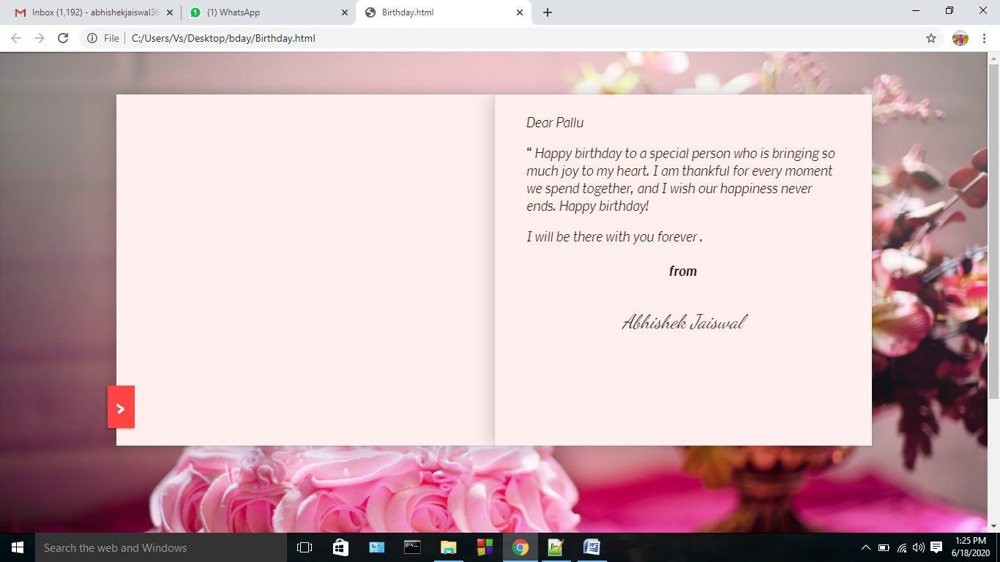 Inbox (1,192) - abhishekjaiswal36
(1) WhatsApp
Birthday.html
File
C:/Users/Vs/Desktop/bday/Birthday.html
Dear Pallu
“ Happy birthday to a special person who is bringing so
much joy to my heart. I am thankful for every moment
we spend together, and I wish our happiness never
ends. Happy birthday!
I will be there with you forever .
from
Abhishek Jaiswal
>
Search the web and Windows
1:25 PM
6/18/2020